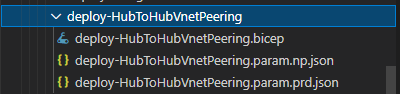 deploy-HubToHubVnetPeering
deploy-HubToHubVnetPeering.bicep
{} deploy-HubToHubVnetPeering.param.np.json
{} deploy-HubToHubVnetPeering.param.prd.json